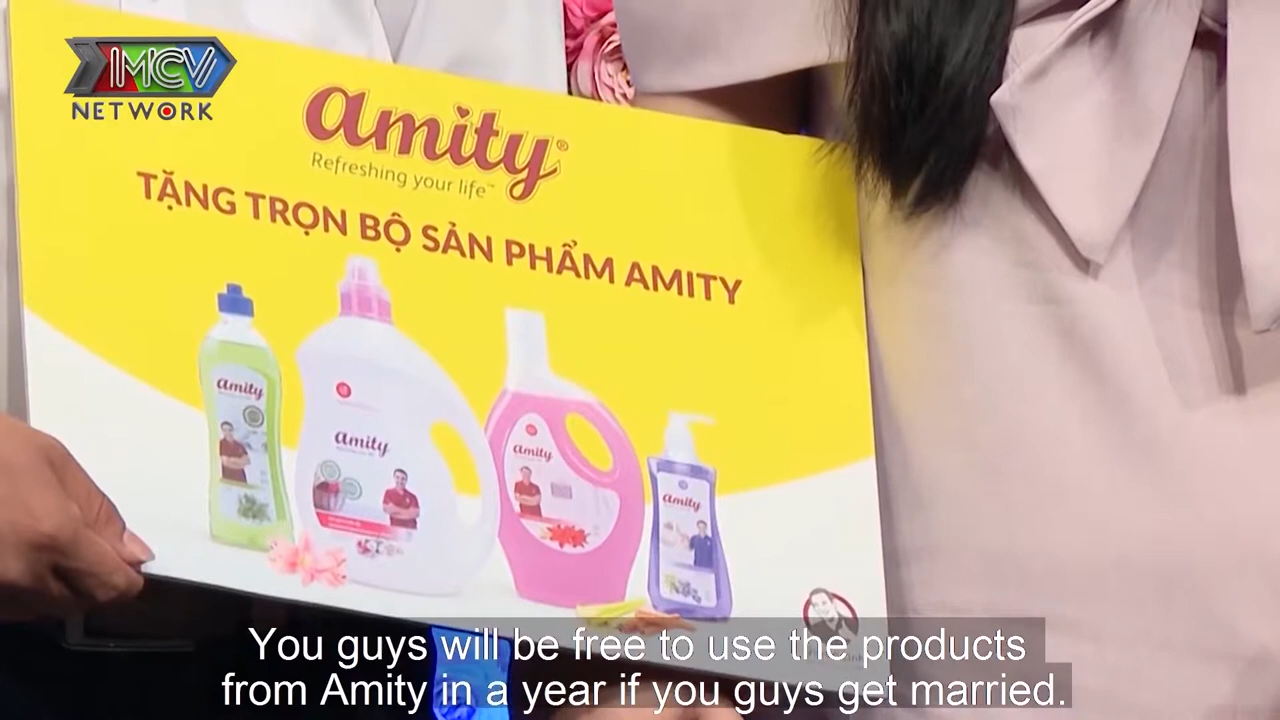 MCV
NETWORK
amity®
Refreshing your life™
TẶNG TRỌN BỘ SẢN PHẨM AMITY
amity
amity
amity
amity
You guys will be free to use the products
from Amity in a year if you guys get married.